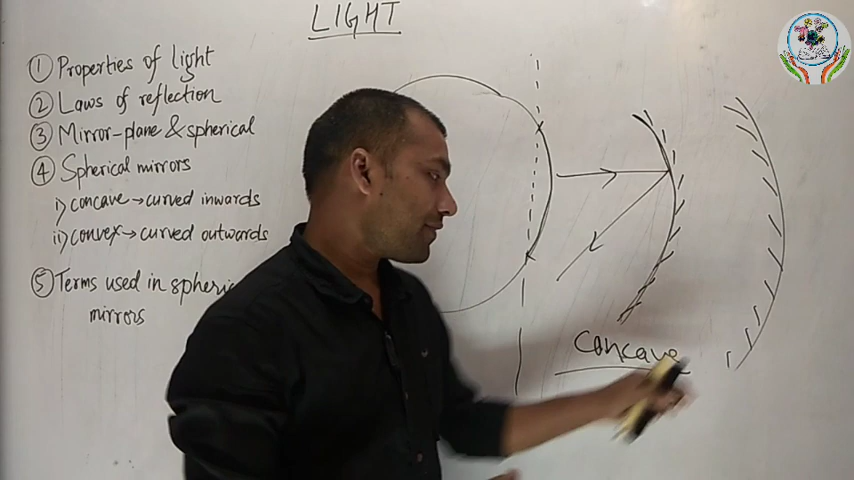 LIGHT
① Properties of light
② Laws of reflection
③ Mirror-plane & spherical
④ Spherical mirrors
i) concave → curved inwards
ii) convex → curved outwards
⑤ Terms used in spheric
mirrors
Concave